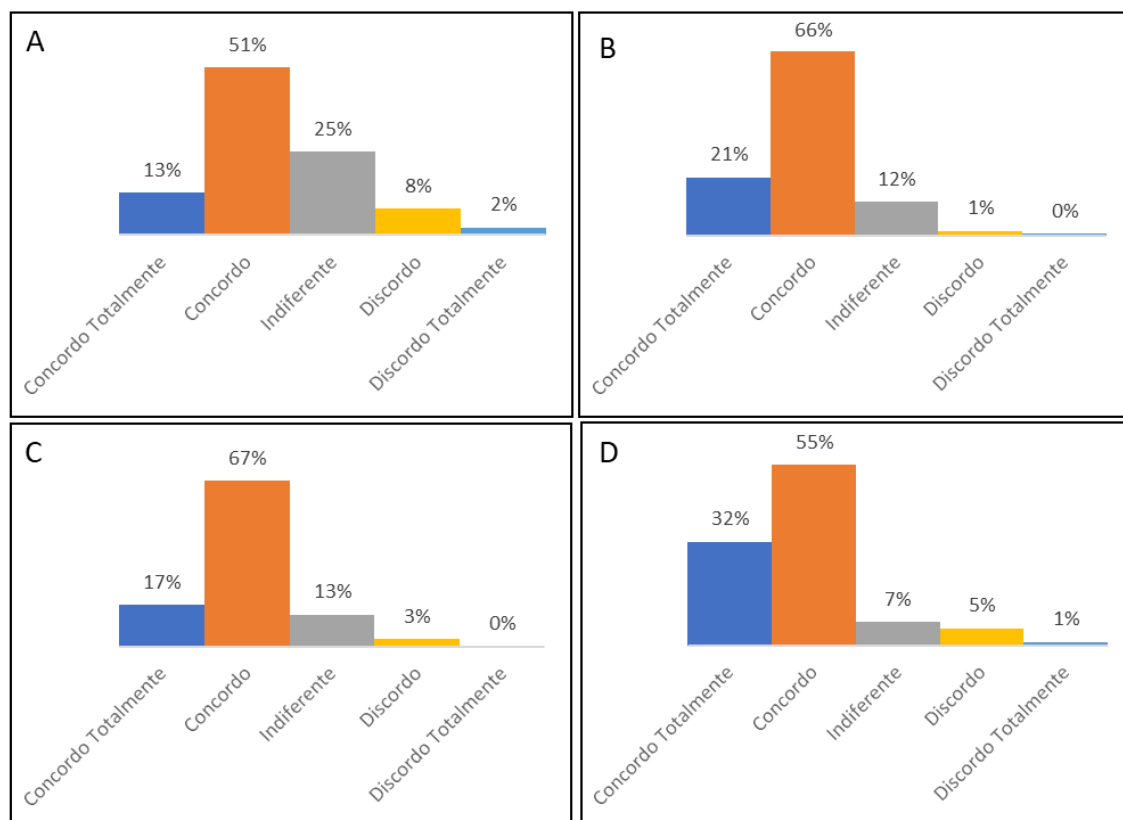 A
51%
25%
13%
8%
2%
Concordo Totalmente
Concordo
Indiferente
Discordo
Discordo Totalmente
B
66%
21%
12%
1%
0%
Concordo Totalmente
Concordo
Indiferente
Discordo
Discordo Totalmente
C
67%
17%
13%
3%
0%
Concordo Totalmente
Concordo
Indiferente
Discordo
Discordo Totalmente
D
55%
32%
7%
5%
1%
Concordo Totalmente
Concordo
Indiferente
Discordo
Discordo Totalmente